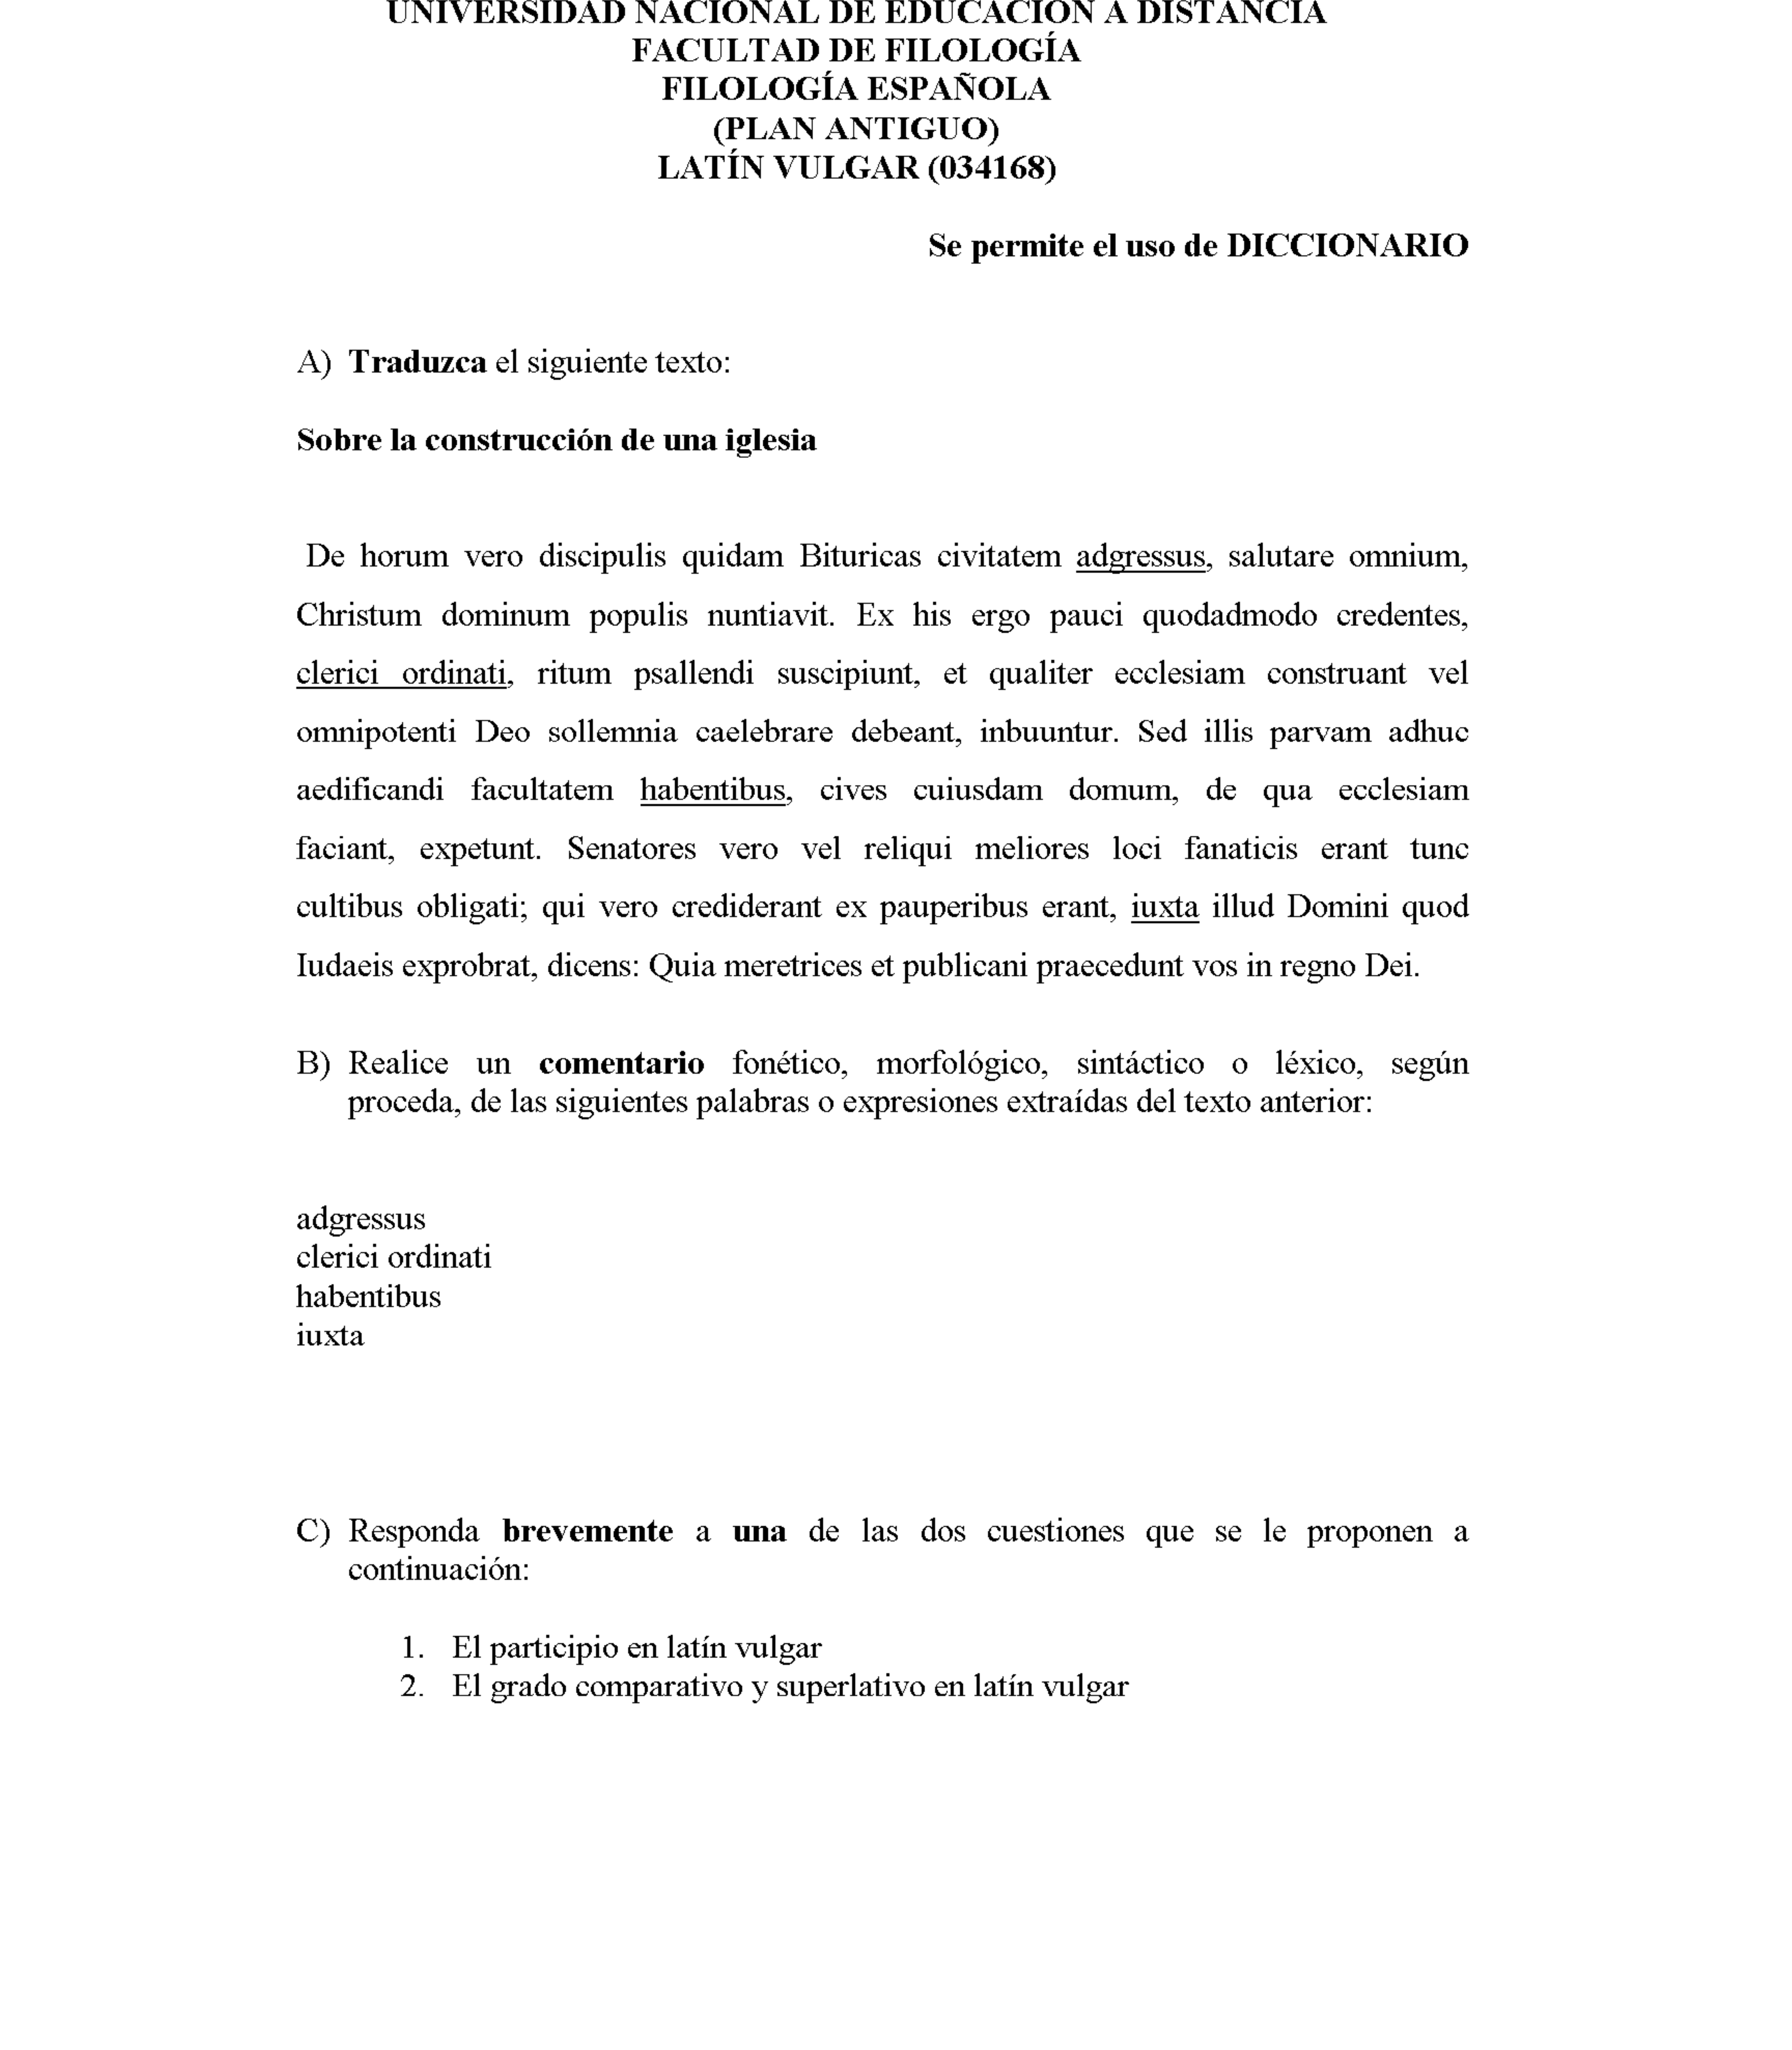 UNIVERSIDAD NACIONAL DE EDUCACIÓN A DISTANCIA
FACULTAD DE FILOLOGÍA
FILOLOGÍA ESPAÑOLA
(PLAN ANTIGUO)
LATÍN VULGAR (034168)
Se permite el uso de DICCIONARIO
A) Traduzca el siguiente texto:
Sobre la construcción de una iglesia
De horum vero discipulis quidam Bituricas civitatem adgressus, salutare omnium,
Christum dominum populis nuntiavit. Ex his ergo pauci quodadmodo credentes,
clerici ordinati, ritum psallendi suscipiunt, et qualiter ecclesiam construant vel
omnipotenti Deo sollemnia caelebrare debeant, inbuuntur. Sed illis parvam adhuc
aedificandi facultatem habentibus, cives cuiusdam domum, de qua ecclesiam
faciant, expetunt. Senatores vero vel reliqui meliores loci fanaticis erant tunc
cultibus obligati; qui vero crediderant ex pauperibus erant, iuxta illud Domini quod
Iudaeis exprobrat, dicens: Quia meretrices et publicani praecedunt vos in regno Dei.
B) Realice un comentario fonético, morfológico, sintáctico o léxico, según
proceda, de las siguientes palabras o expresiones extraídas del texto anterior:
adgressus
clerici ordinati
habentibus
iuxta
C) Responda brevemente a una de las dos cuestiones que se le proponen a
continuación:
1. El participio en latín vulgar
2. El grado comparativo y superlativo en latín vulgar